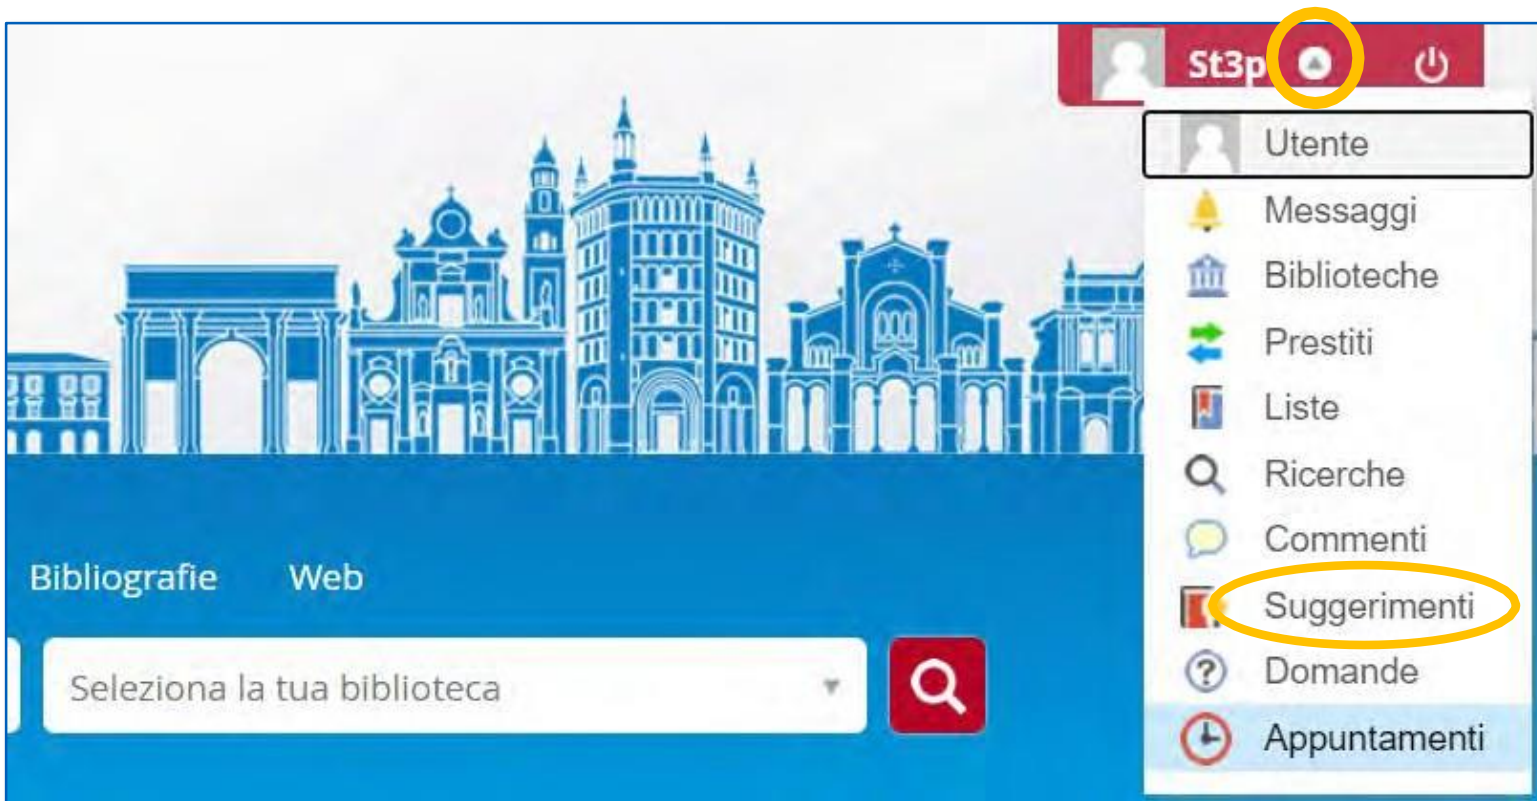 St3p
Utente
Messaggi
Biblioteche
Prestiti
Liste
Ricerche
Commenti
Suggerimenti
Domande
Appuntamenti
Bibliografie Web
Seleziona la tua biblioteca